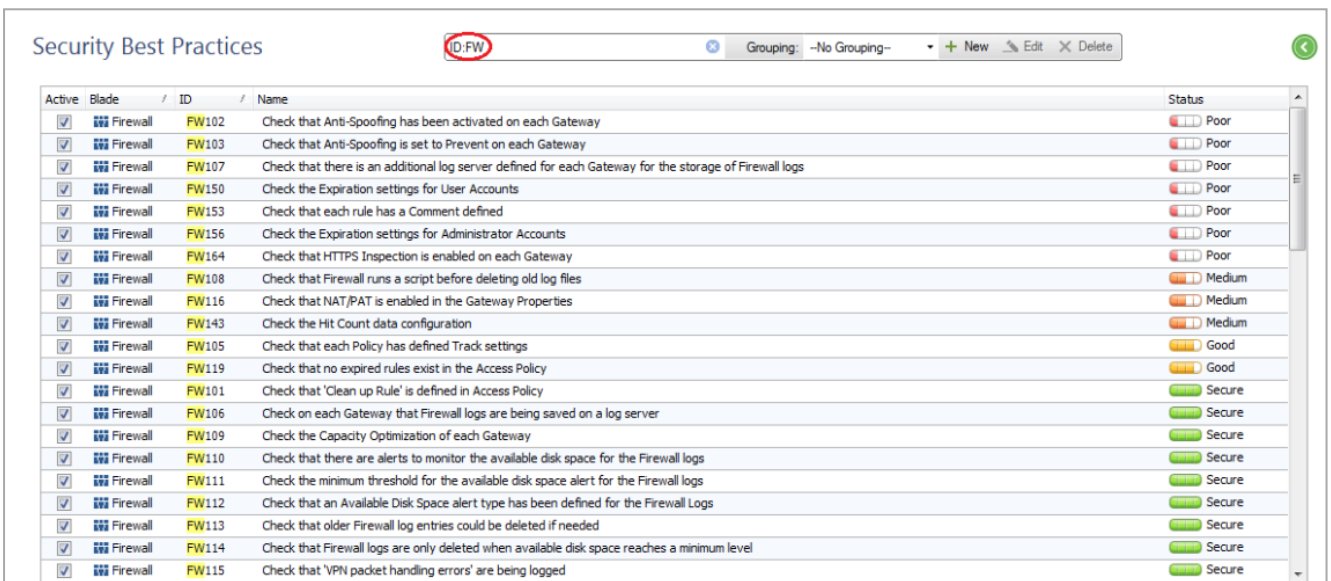 Security Best Practices ID:FW Grouping: --No Grouping-- New Edit Delete
Active Blade / ID / Name Status
Firewall FW102 Check that Anti-Spoofing has been activated on each Gateway Poor
Firewall FW103 Check that Anti-Spoofing is set to Prevent on each Gateway Poor
Firewall FW107 Check that there is an additional log server defined for each Gateway for the storage of Firewall logs Poor
Firewall FW150 Check the Expiration settings for User Accounts Poor
Firewall FW153 Check that each rule has a Comment defined Poor
Firewall FW156 Check the Expiration settings for Administrator Accounts Poor
Firewall FW164 Check that HTTPS Inspection is enabled on each Gateway Poor
Firewall FW108 Check that Firewall runs a script before deleting old log files Medium
Firewall FW116 Check that NAT/PAT is enabled in the Gateway Properties Medium
Firewall FW143 Check the Hit Count data configuration Medium
Firewall FW105 Check that each Policy has defined Track settings Good
Firewall FW119 Check that no expired rules exist in the Access Policy Good
Firewall FW101 Check that 'Clean up Rule' is defined in Access Policy Secure
Firewall FW106 Check on each Gateway that Firewall logs are being saved on a log server Secure
Firewall FW109 Check the Capacity Optimization of each Gateway Secure
Firewall FW110 Check that there are alerts to monitor the available disk space for the Firewall logs Secure
Firewall FW111 Check the minimum threshold for the available disk space alert for the Firewall logs Secure
Firewall FW112 Check that an Available Disk Space alert type has been defined for the Firewall Logs Secure
Firewall FW113 Check that older Firewall log entries could be deleted if needed Secure
Firewall FW114 Check that Firewall logs are only deleted when available disk space reaches a minimum level Secure
Firewall FW115 Check that 'VPN packet handling errors' are being logged Secure